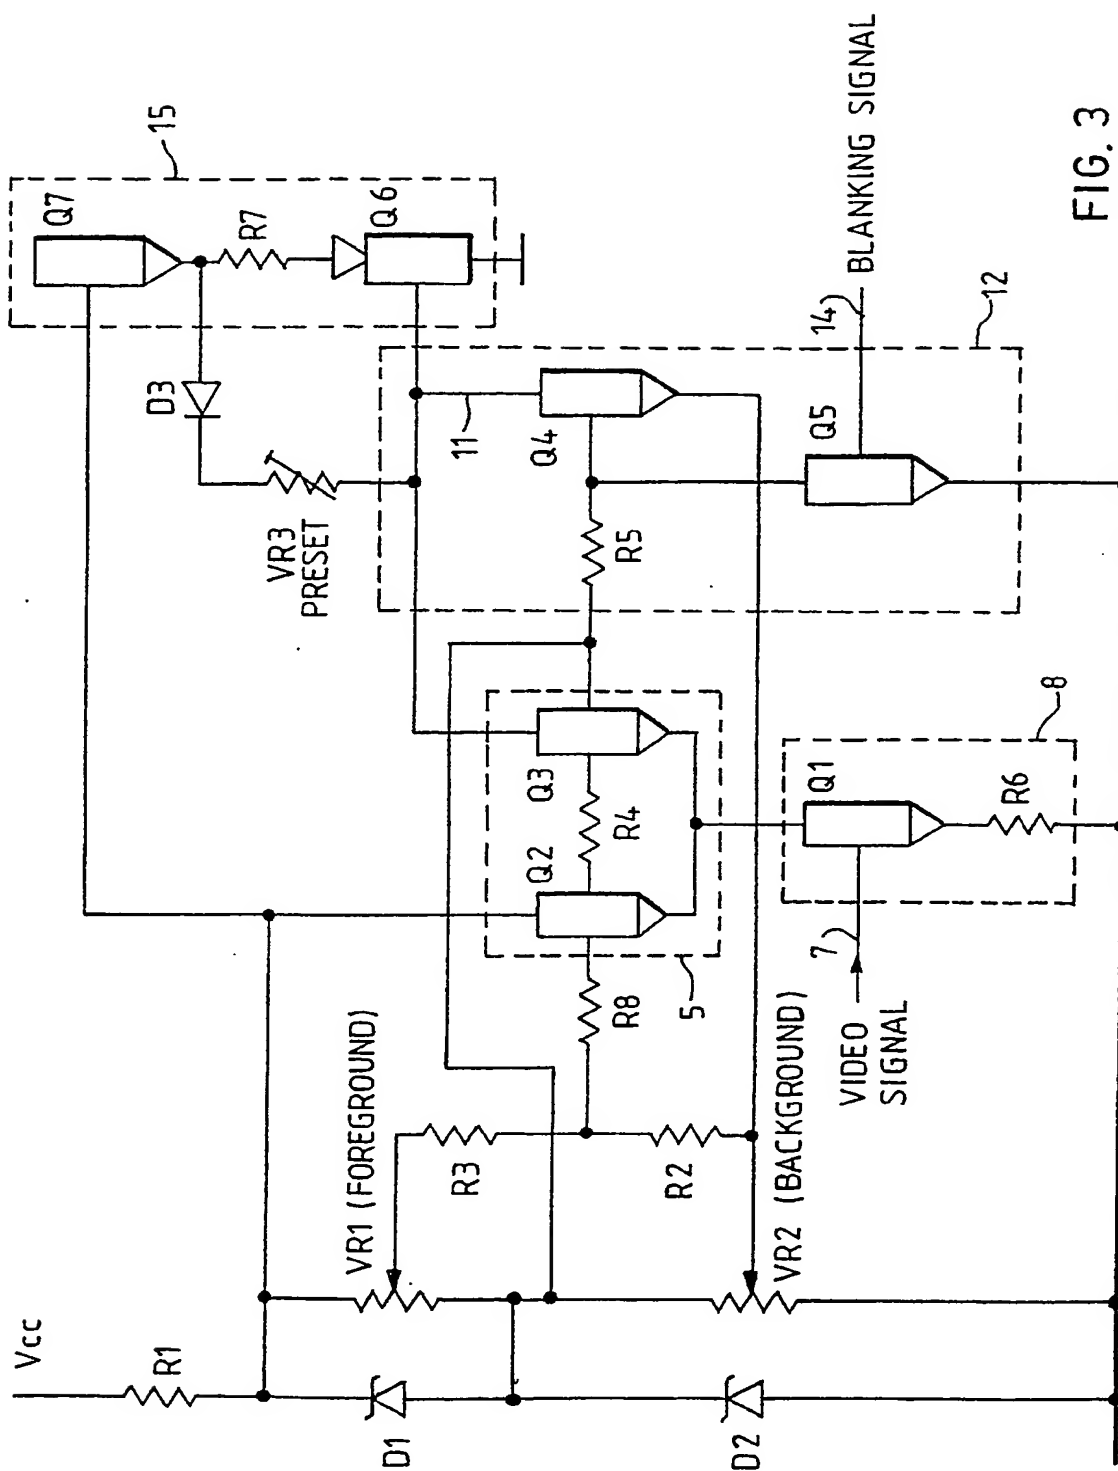 Vcc
R1
D1
D2
VR1 (FOREGROUND)
VR2 (BACKGROUND)
R3
R2
R8
5
Q2
R4
Q3
VIDEO
SIGNAL
7
Q1
R6
8
VR3
PRESET
D3
R5
11
Q4
Q5
14
BLANKING SIGNAL
12
Q7
R7
Q6
15
FIG. 3